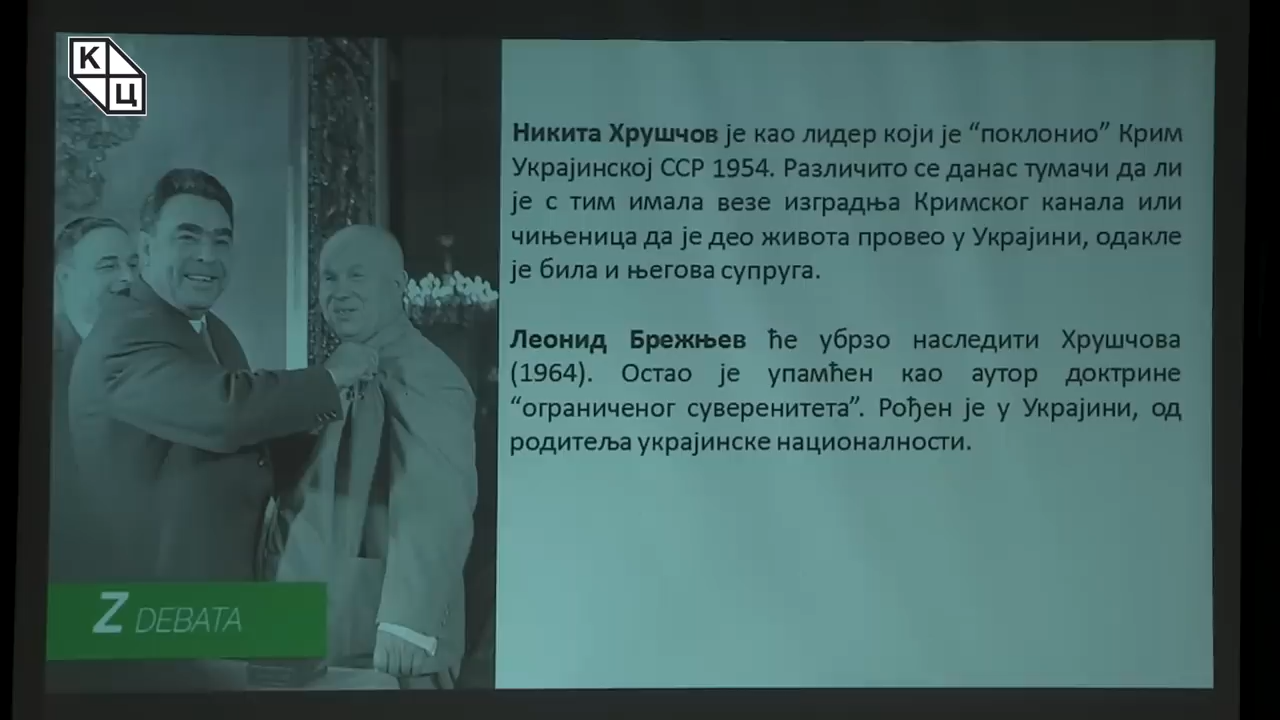 КЦ
Никита Хрушчов је као лидер који је “поклонио” Крим
Украјинској ССР 1954. Различито се данас тумачи да ли
је с тим имала везе изградња Кримског канала или
чињеница да је део живота провео у Украјини, одакле
је била и његова супруга.
Леонид Брежњев ће убрзо наследити Хрушчова
(1964). Остао је упамћен као аутор доктрине
“ограниченог суверенитета”. Рођен је у Украјини, од
родитеља украјинске националности.
Z DEBATA